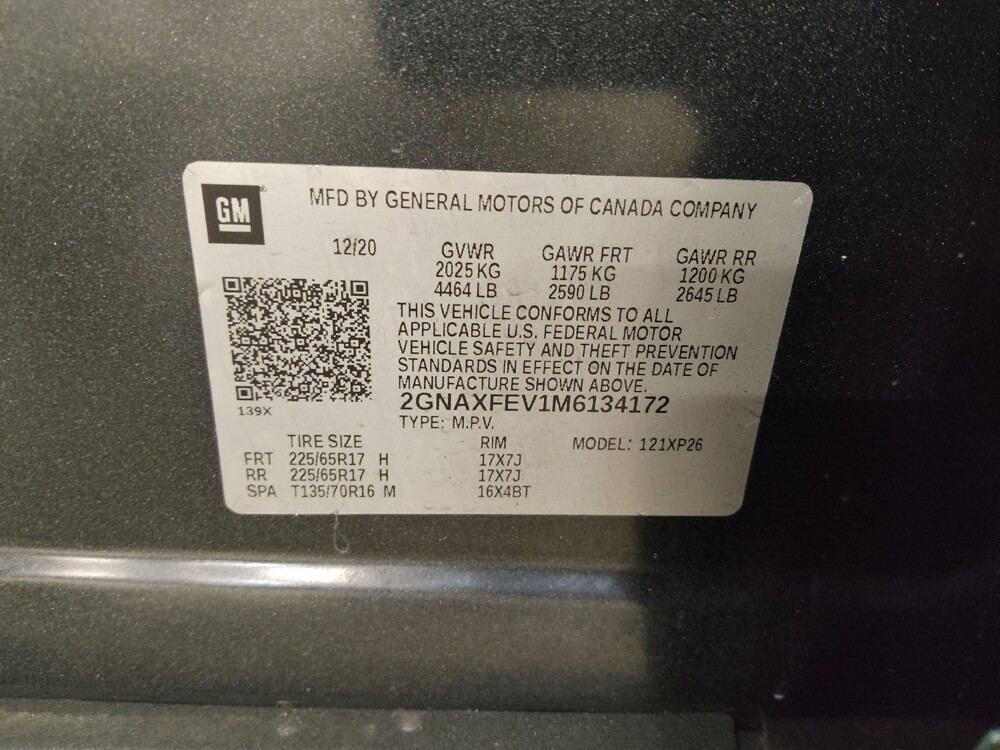 GM
MFD BY GENERAL MOTORS OF CANADA COMPANY
12/20 GVWR GAWR FRT GAWR RR
2025 KG 1175 KG 1200 KG
4464 LB 2590 LB 2645 LB
THIS VEHICLE CONFORMS TO ALL
APPLICABLE U.S. FEDERAL MOTOR
VEHICLE SAFETY AND THEFT PREVENTION
STANDARDS IN EFFECT ON THE DATE OF
MANUFACTURE SHOWN ABOVE.
2GNAXFEV1M6134172
139X
TYPE: M.P.V.
TIRE SIZE RIM MODEL: 121XP26
FRT 225/65R17 H 17X7J
RR 225/65R17 H 17X7J
SPA T135/70R16 M 16X4BT